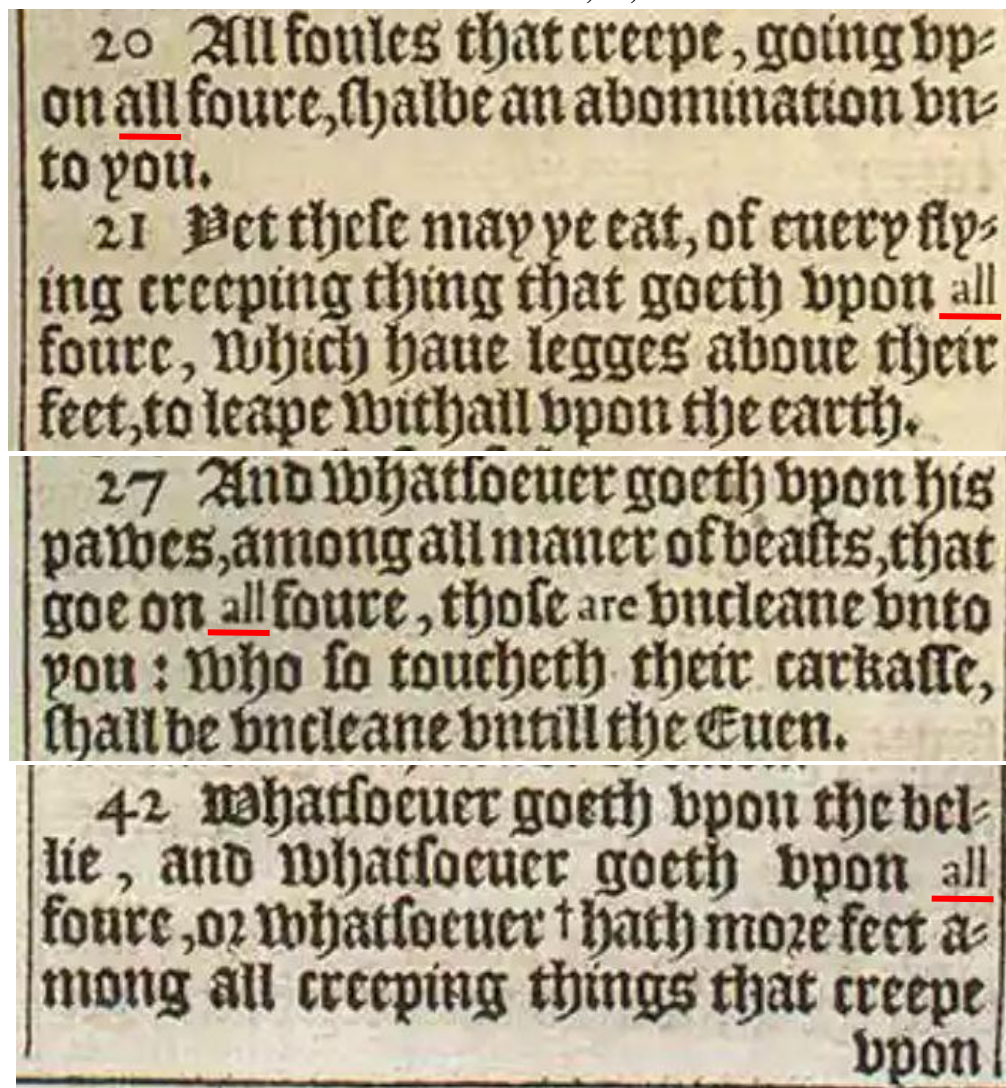 20 All foules that creepe, going vp⸗
on all foure, ſhalbe an abomination vn⸗
to you.
21 Yet theſe may ye eat, of euery fly⸗
ing creeping thing that goeth vpon all
foure, which haue legges aboue their
feet, to leape withall vpon the earth.
27 And whatſoeuer goeth vpon his
pawes, among all maner of beaſts, that
goe on all foure, thoſe are vncleane vnto
you : who ſo toucheth their carkaſſe,
ſhall be vncleane vntill the Euen.
42 Whatſoeuer goeth vpon the bel⸗
lie, and whatſoeuer goeth vpon all
foure, or whatſoeuer † hath more feet a⸗
mong all creeping things that creepe
vpon